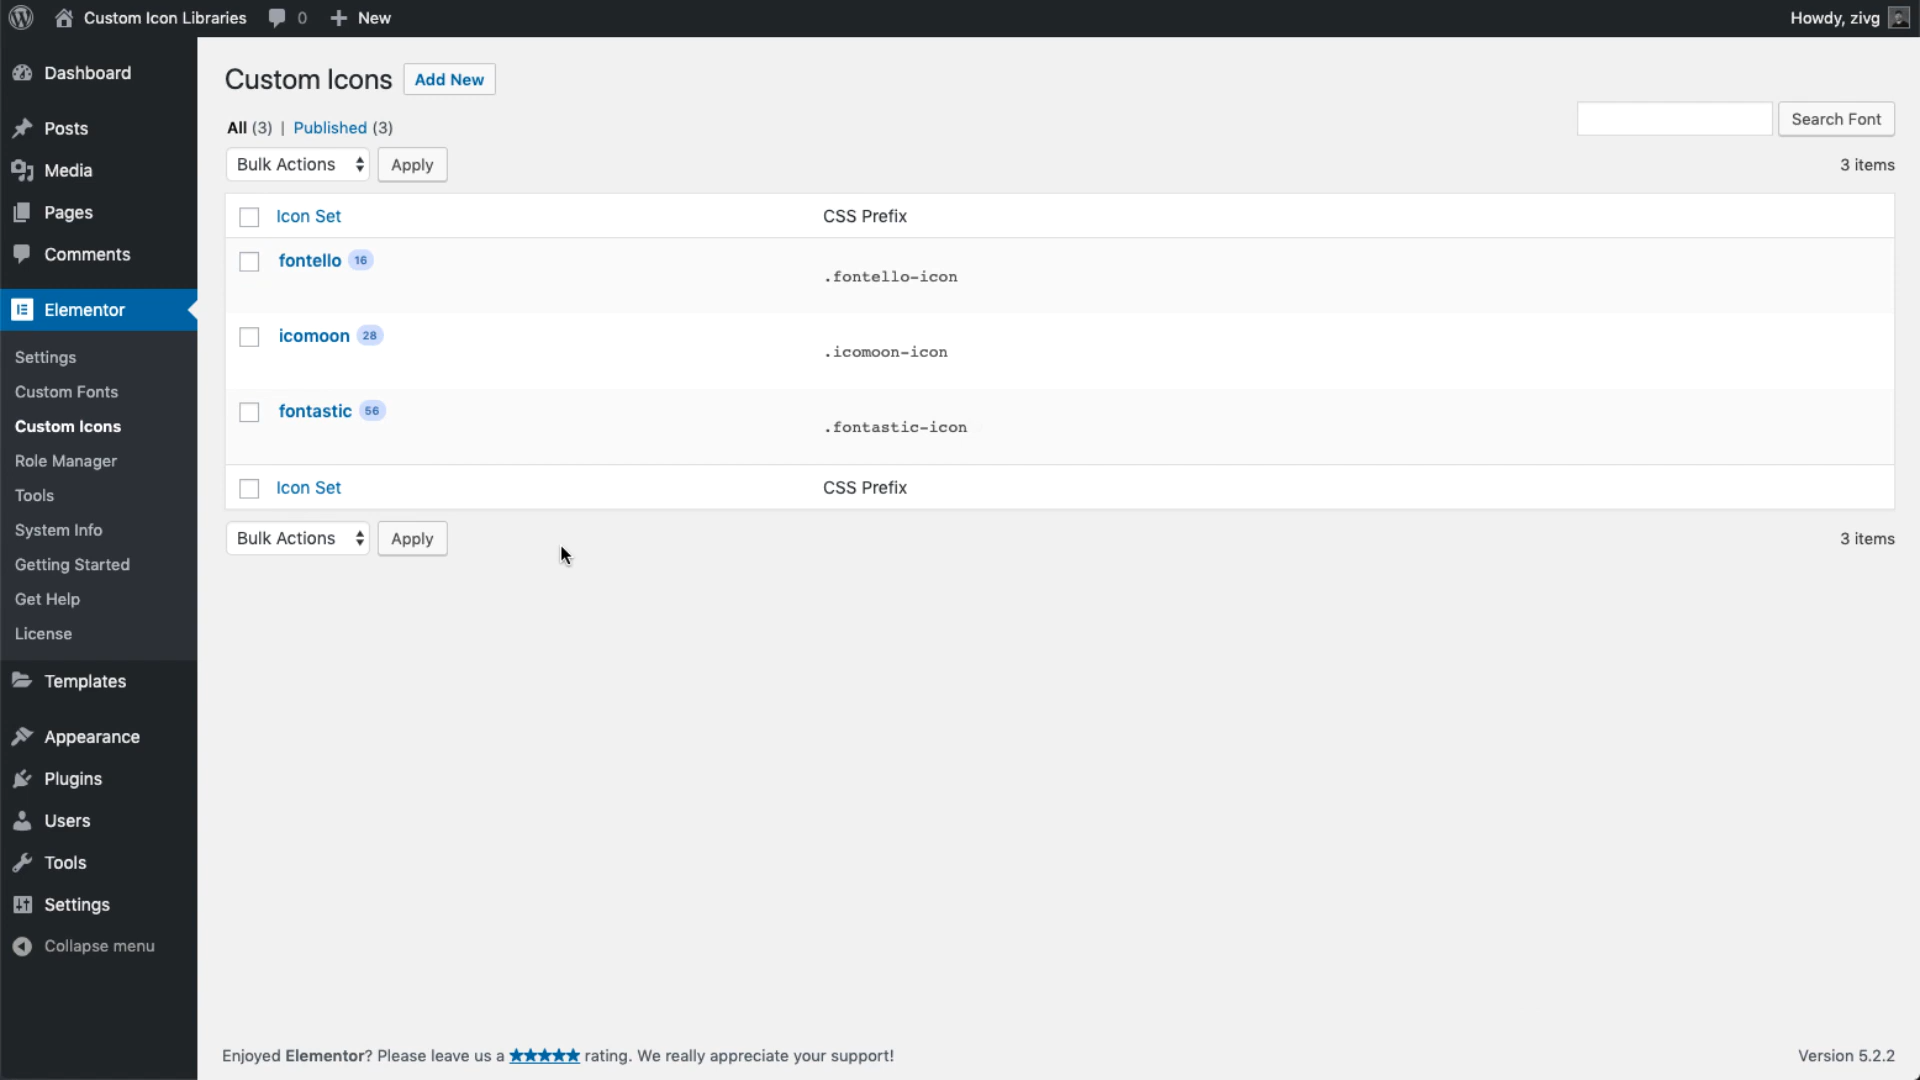 Custom Icon Libraries 0 New Howdy, zivg
Dashboard
Posts
Media
Pages
Comments
Elementor
Settings
Custom Fonts
Custom Icons
Role Manager
Tools
System Info
Getting Started
Get Help
License
Templates
Appearance
Plugins
Users
Tools
Settings
Collapse menu
Custom Icons Add New
All (3) | Published (3)
Search Font
Bulk Actions Apply 3 items
Icon Set CSS Prefix
fontello 16 .fontello-icon
icomoon 28 .icomoon-icon
fontastic 56 .fontastic-icon
Icon Set CSS Prefix
Bulk Actions Apply 3 items
Enjoyed Elementor? Please leave us a ★★★★★ rating. We really appreciate your support! Version 5.2.2